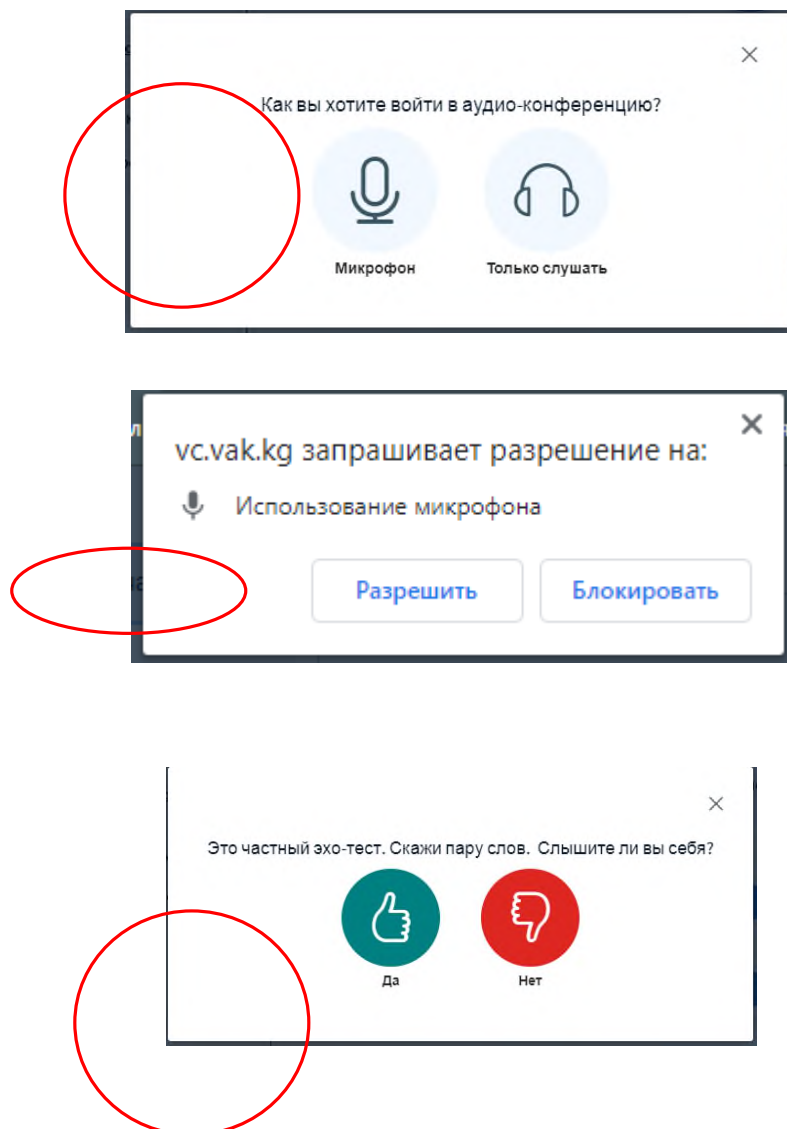 Как вы хотите войти в аудио-конференцию?
Микрофон
Только слушать
vc.vak.kg запрашивает разрешение на:
Использование микрофона
Разрешить
Блокировать
Это частный эхо-тест. Скажи пару слов. Слышите ли вы себя?
Да
Нет